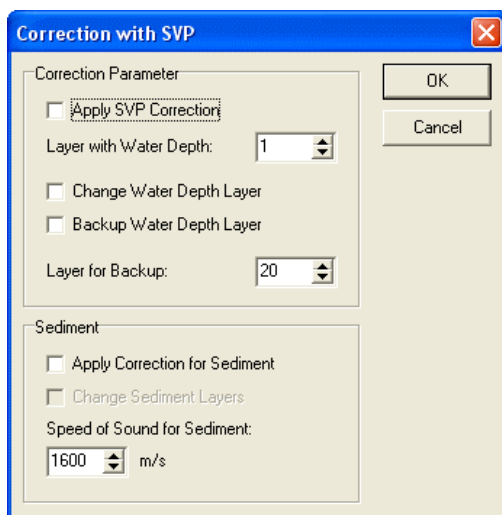 Correction with SVP
Correction Parameter
Apply SVP Correction
Layer with Water Depth: 1
Change Water Depth Layer
Backup Water Depth Layer
Layer for Backup: 20
Sediment
Apply Correction for Sediment
Change Sediment Layers
Speed of Sound for Sediment:
1600 m/s
OK
Cancel